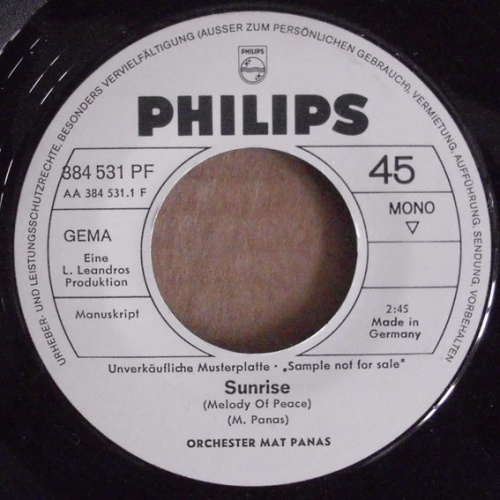 URHEBER- UND LEISTUNGSSCHUTZRECHTE, BESONDERS VERVIELFÄLTIGUNG (AUSSER ZUM PERSÖNLICHEN GEBRAUCH), VERMIETUNG, AUFFÜHRUNG, SENDUNG, VORBEHALTEN
PHILIPS
PHILIPS
384 531 PF
AA 384 531.1 F
45
MONO
GEMA
Eine
L. Leandros
Produktion
Manuskript
2:45
Made in
Germany
Unverkäufliche Musterplatte · „Sample not for sale"
Sunrise
(Melody Of Peace)
(M. Panas)
ORCHESTER MAT PANAS